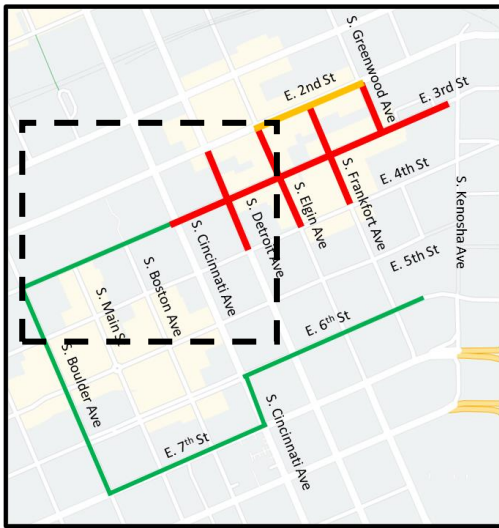 S. Greenwood Ave
E. 2nd St
E. 3rd St
E. 4th St
S. Kenosha Ave
S. Frankfort Ave
S. Elgin Ave
S. Detroit Ave
S. Cincinnati Ave
E. 5th St
S. Boston Ave
S. Main St
E. 6th St
S. Boulder Ave
S. Cincinnati Ave
E. 7th St